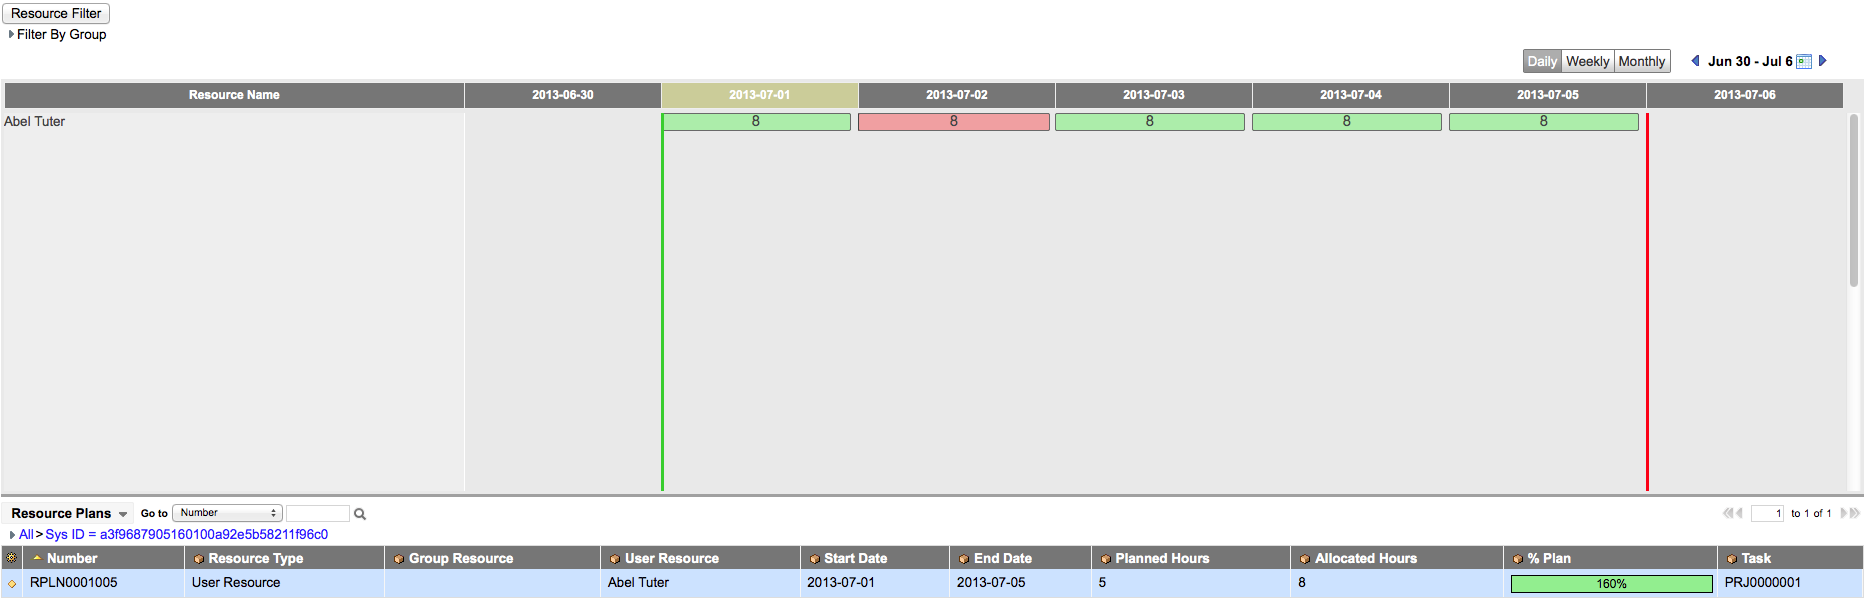 Resource Filter
Filter By Group
Daily Weekly Monthly Jun 30 - Jul 6
Resource Name 2013-06-30 2013-07-01 2013-07-02 2013-07-03 2013-07-04 2013-07-05 2013-07-06
Abel Tuter 8 8 8 8 8
Resource Plans Go to Number 1 to 1 of 1
All > Sys ID = a3f9687905160100a92e5b58211f96c0
Number Resource Type Group Resource User Resource Start Date End Date Planned Hours Allocated Hours % Plan Task
RPLN0001005 User Resource Abel Tuter 2013-07-01 2013-07-05 5 8 160% PRJ0000001